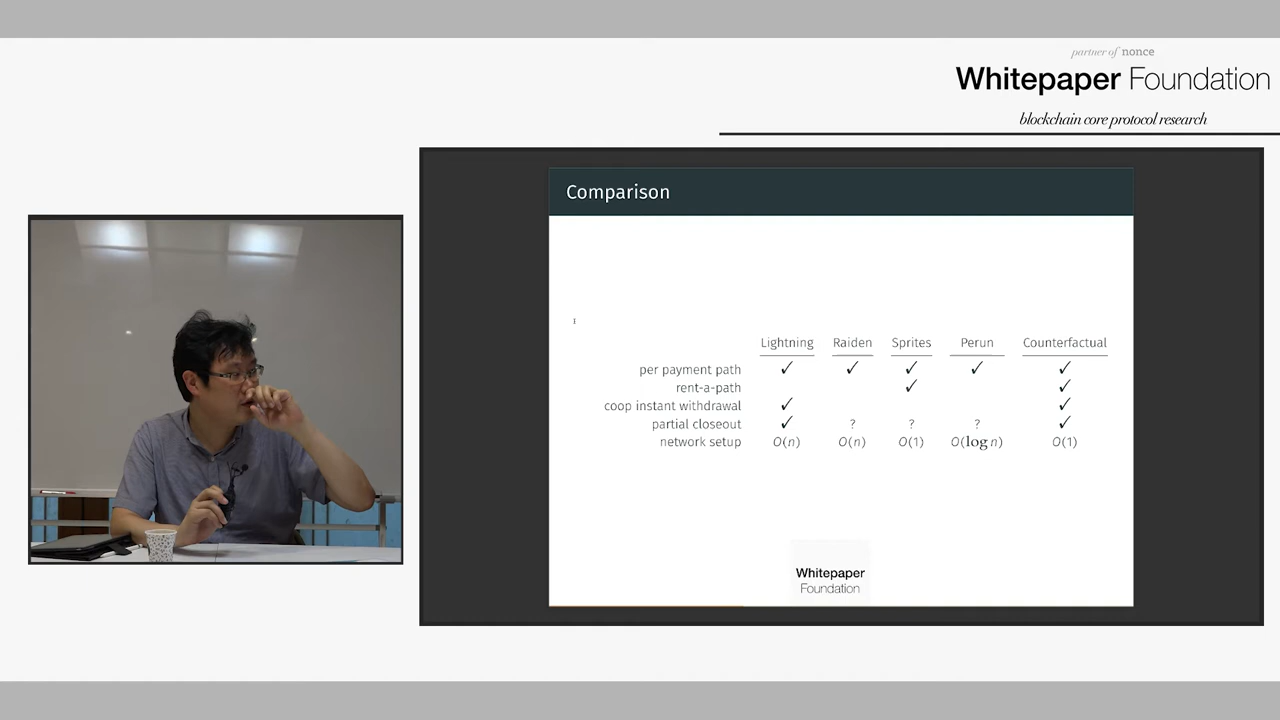 partner of nonce
Whitepaper Foundation
blockchain core protocol research
Comparison
Lightning Raiden Sprites Perun Counterfactual
per payment path ✓ ✓ ✓ ✓ ✓
rent-a-path ✓ ✓
coop instant withdrawal ✓ ✓
partial closeout ✓ ? ? ? ✓
network setup O(n) O(n) O(1) O(log n) O(1)
Whitepaper
Foundation